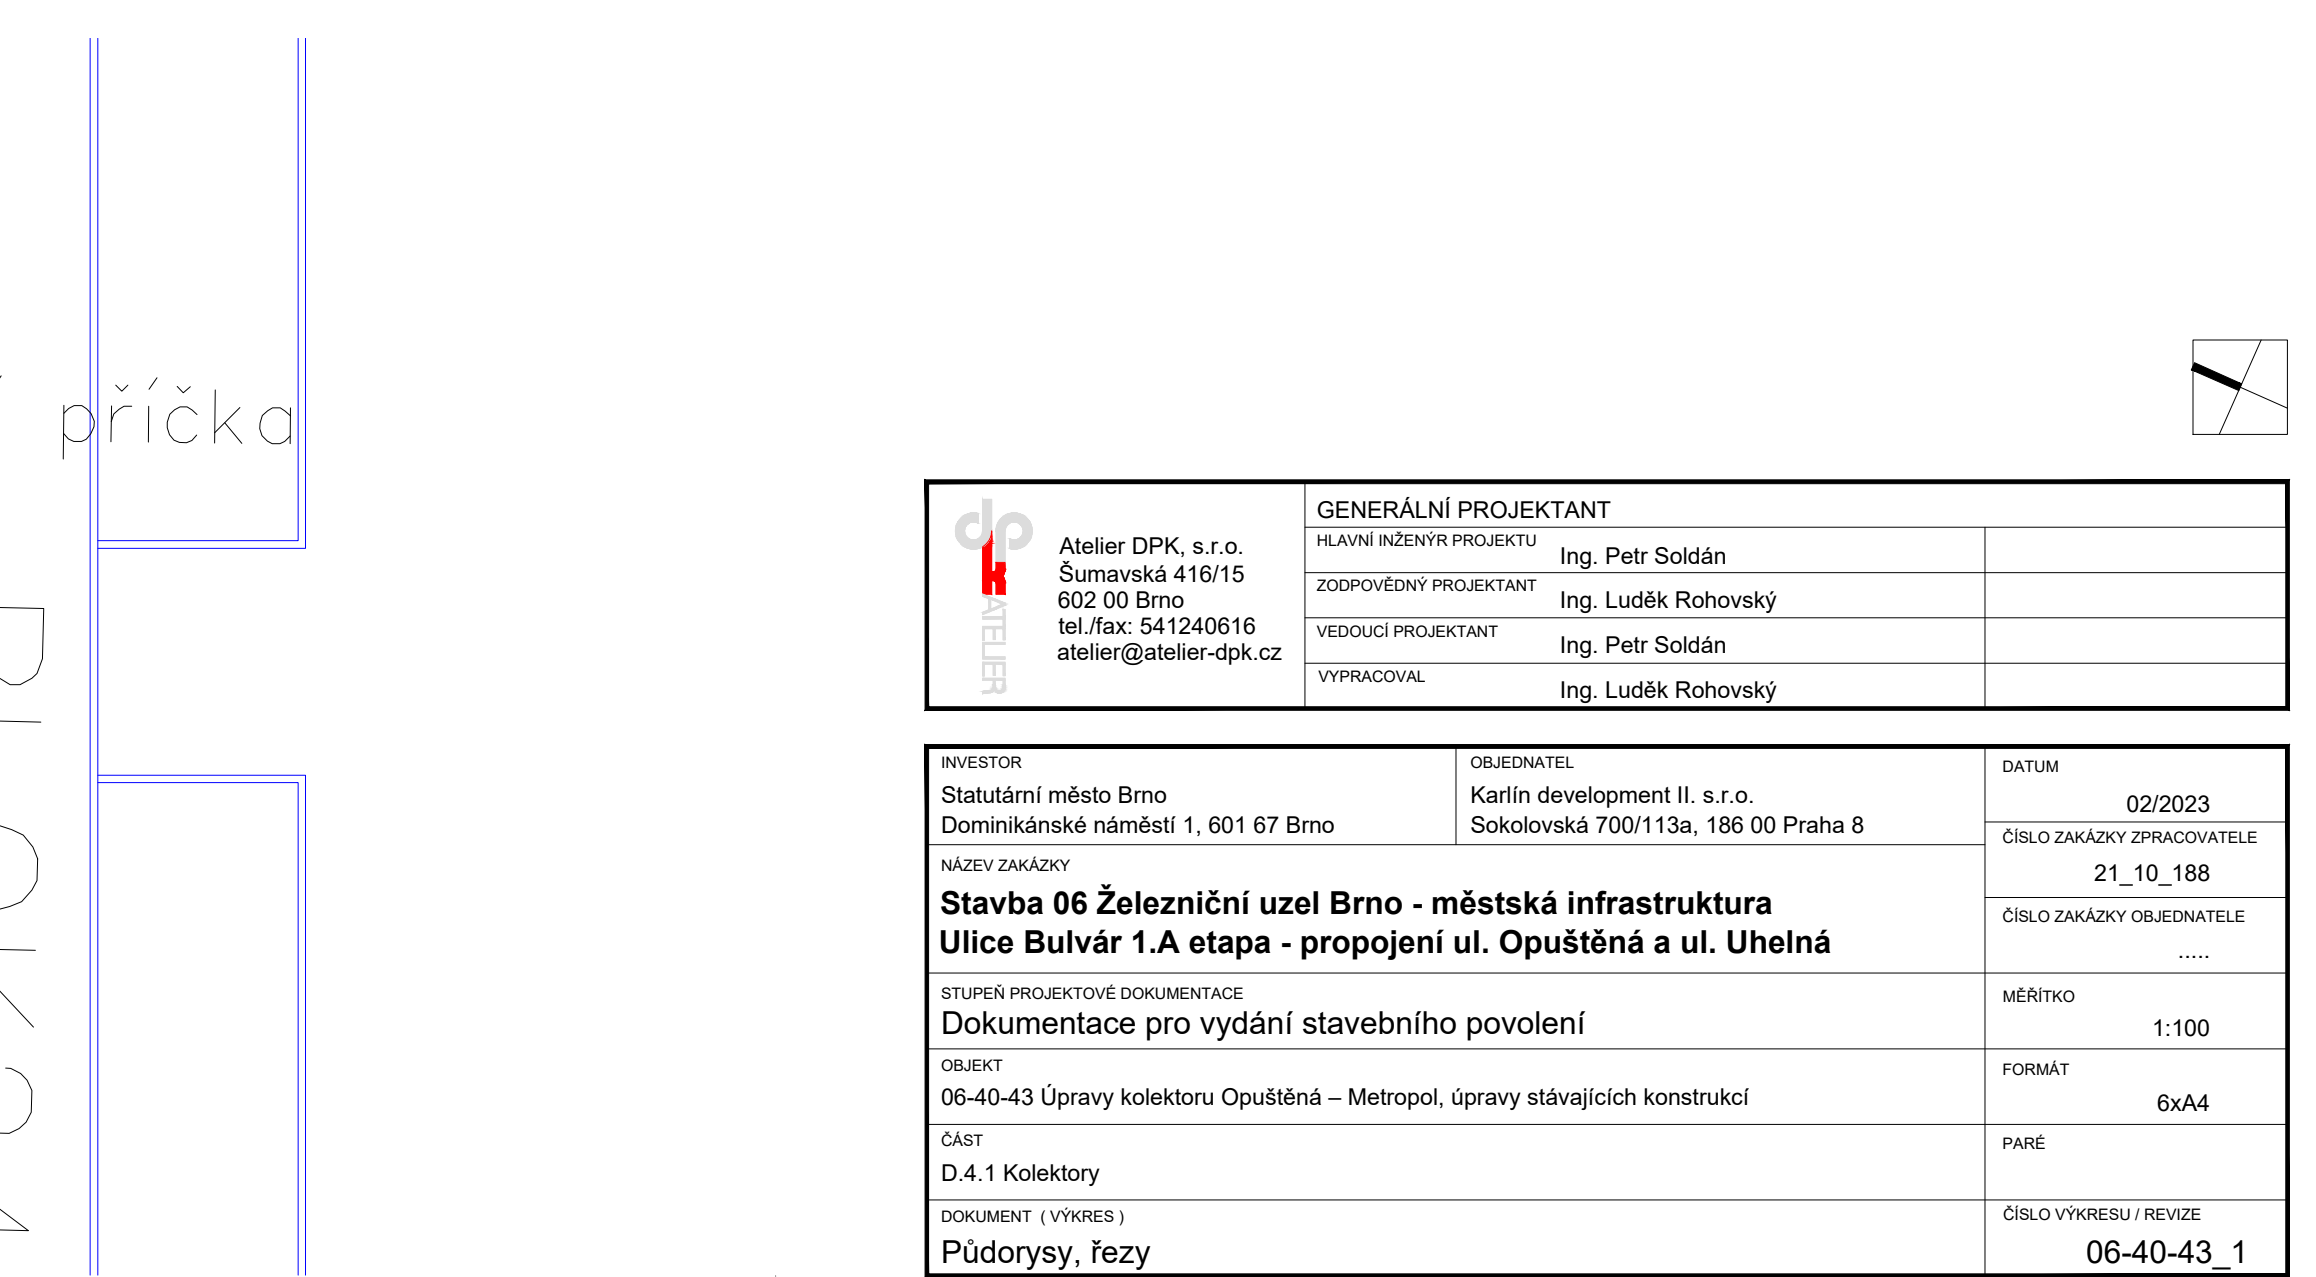 příčka
dpk ATELIER
Atelier DPK, s.r.o.
Šumavská 416/15
602 00 Brno
tel./fax: 541240616
atelier@atelier-dpk.cz
GENERÁLNÍ PROJEKTANT
HLAVNÍ INŽENÝR PROJEKTU Ing. Petr Soldán
ZODPOVĚDNÝ PROJEKTANT Ing. Luděk Rohovský
VEDOUCÍ PROJEKTANT Ing. Petr Soldán
VYPRACOVAL Ing. Luděk Rohovský
INVESTOR
Statutární město Brno
Dominikánské náměstí 1, 601 67 Brno
OBJEDNATEL
Karlín development II. s.r.o.
Sokolovská 700/113a, 186 00 Praha 8
DATUM
02/2023
ČÍSLO ZAKÁZKY ZPRACOVATELE
21_10_188
ČÍSLO ZAKÁZKY OBJEDNATELE
.....
NÁZEV ZAKÁZKY
Stavba 06 Železniční uzel Brno - městská infrastruktura
Ulice Bulvár 1.A etapa - propojení ul. Opuštěná a ul. Uhelná
STUPEŇ PROJEKTOVÉ DOKUMENTACE
Dokumentace pro vydání stavebního povolení
MĚŘÍTKO
1:100
OBJEKT
06-40-43 Úpravy kolektoru Opuštěná – Metropol, úpravy stávajících konstrukcí
FORMÁT
6xA4
ČÁST
D.4.1 Kolektory
PARÉ
DOKUMENT ( VÝKRES )
Půdorysy, řezy
ČÍSLO VÝKRESU / REVIZE
06-40-43_1